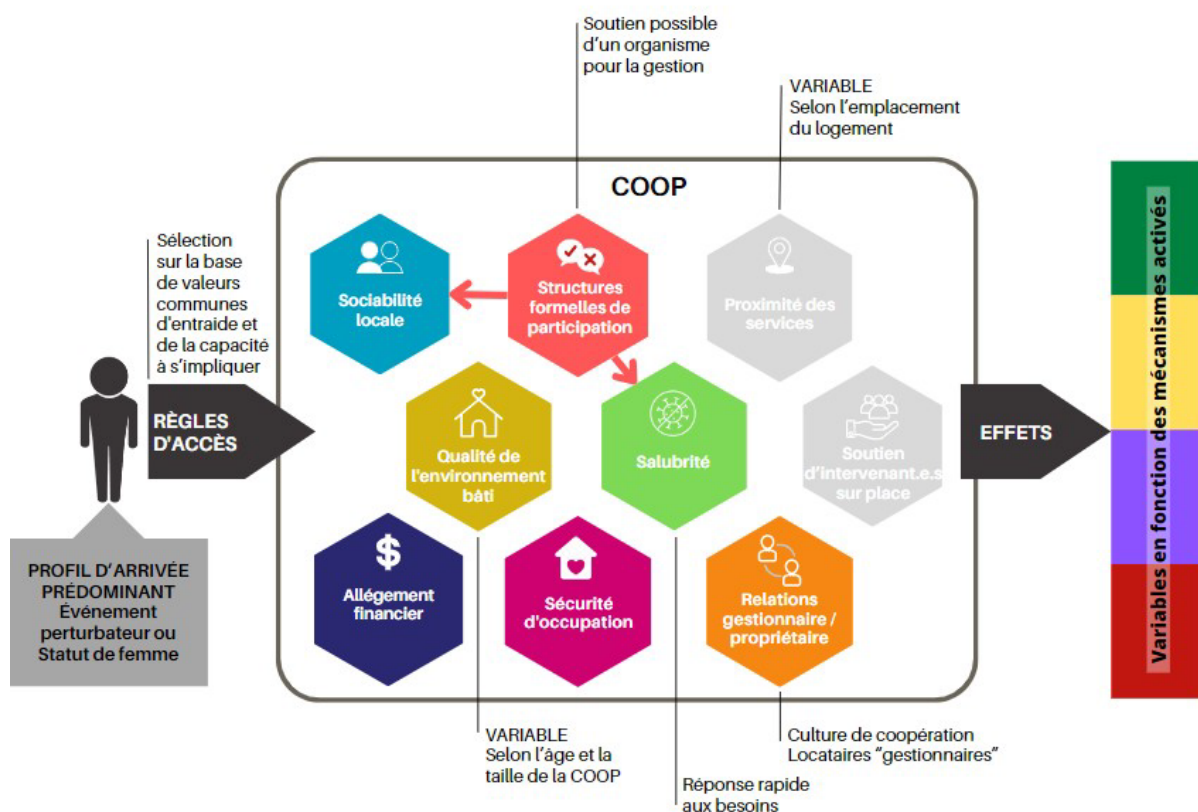 Soutien possible
d'un organisme
pour la gestion
VARIABLE
Selon l'emplacement
du logement
COOP
Sélection
sur la base
de valeurs
communes
d'entraide et
de la capacité
à s'impliquer
RÈGLES
D'ACCÈS
PROFIL D'ARRIVÉE
PRÉDOMINANT
Événement
perturbateur ou
Statut de femme
Sociabilité
locale
Structures
formelles de
participation
Proximité des
services
Qualité de
l'environnement
bâti
Salubrité
Soutien
d'intervenant.e.s
sur place
$
Allégement
financier
Sécurité
d'occupation
Relations
gestionnaire /
propriétaire
EFFETS
Variables en fonction des mécanismes activés
VARIABLE
Selon l'âge et la
taille de la COOP
Réponse rapide
aux besoins
Culture de coopération
Locataires “gestionnaires”